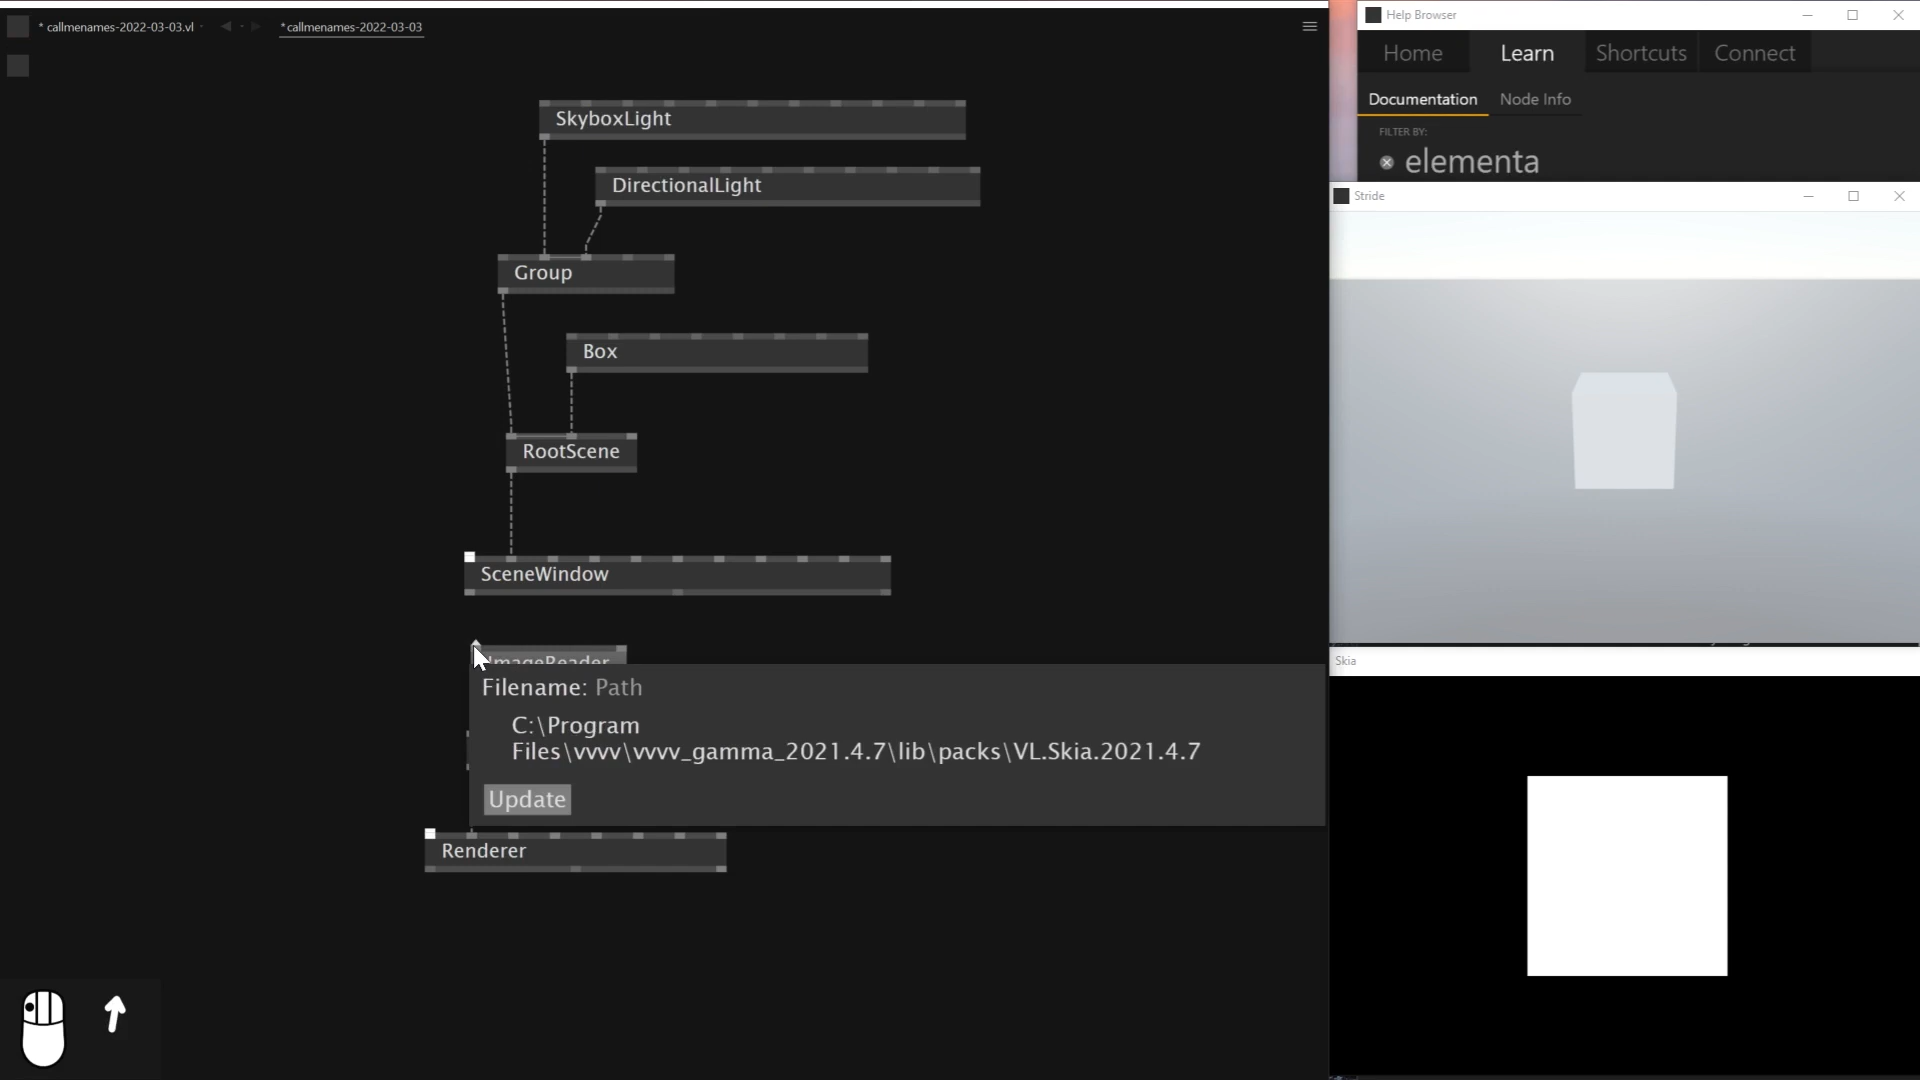 * callmenames-2022-03-03.vl
*callmenames-2022-03-03
SkyboxLight
DirectionalLight
Group
Box
RootScene
SceneWindow
ImageReader
Filename: Path
C:\Program
Files\vvvv\vvvv_gamma_2021.4.7\lib\packs\VL.Skia.2021.4.7
Update
Renderer
Help Browser
Home
Learn
Shortcuts
Connect
Documentation
Node Info
FILTER BY:
elementa
Stride
Skia